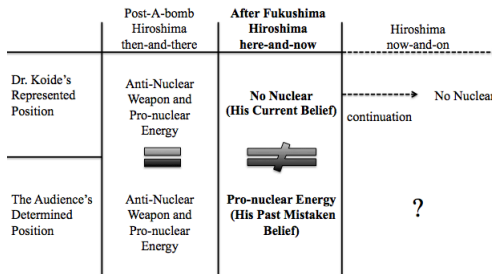 Post-A-bomb
Hiroshima
then-and-there
After Fukushima
Hiroshima
here-and-now
Hiroshima
now-and-on
Dr. Koide's
Represented
Position
Anti-Nuclear
Weapon and
Pro-nuclear
Energy
No Nuclear
(His Current Belief)
continuation
No Nuclear
The Audience's
Determined
Position
Anti-Nuclear
Weapon and
Pro-nuclear
Energy
Pro-nuclear Energy
(His Past Mistaken
Belief)
?